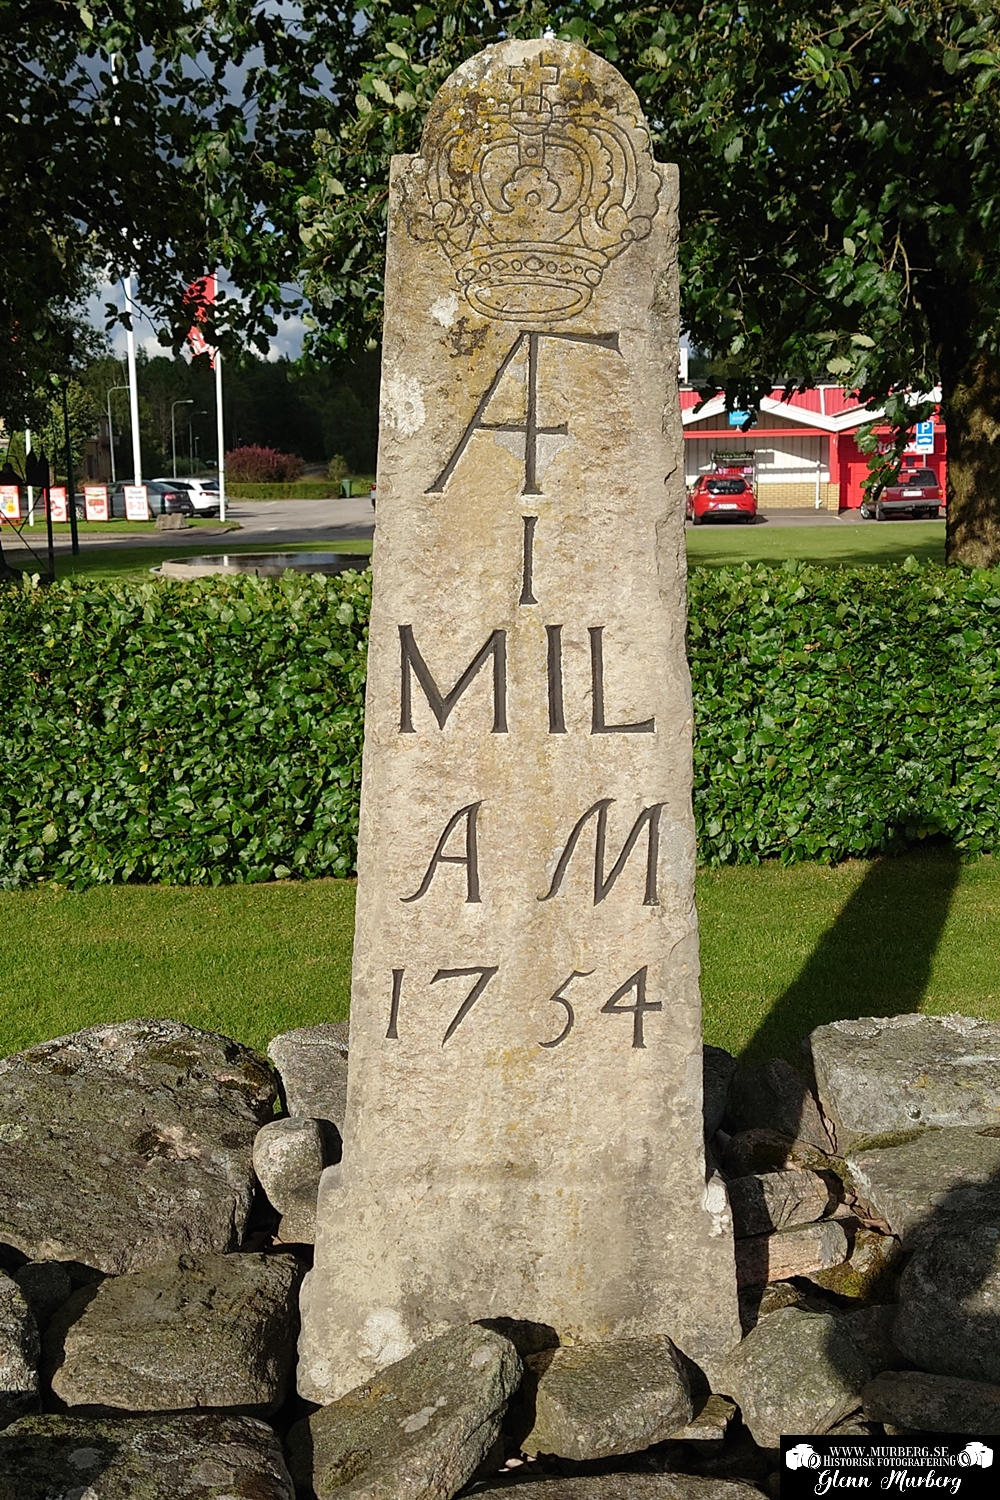 AF
I
MIL
A M
1754
P
WWW.MURBERG.SE
HISTORISK FOTOGRAFERING
Glenn Murberg